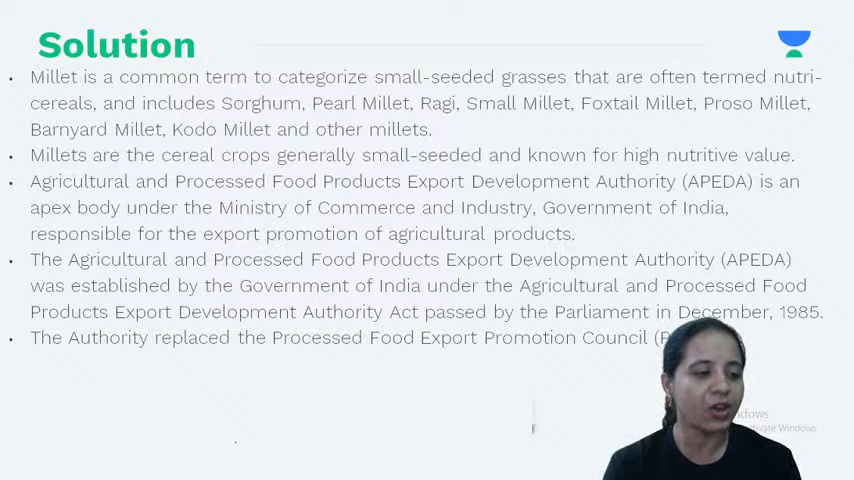 Solution
• Millet is a common term to categorize small-seeded grasses that are often termed nutri-
cereals, and includes Sorghum, Pearl Millet, Ragi, Small Millet, Foxtail Millet, Proso Millet,
Barnyard Millet, Kodo Millet and other millets.
• Millets are the cereal crops generally small-seeded and known for high nutritive value.
• Agricultural and Processed Food Products Export Development Authority (APEDA) is an
apex body under the Ministry of Commerce and Industry, Government of India,
responsible for the export promotion of agricultural products.
• The Agricultural and Processed Food Products Export Development Authority (APEDA)
was established by the Government of India under the Agricultural and Processed Food
Products Export Development Authority Act passed by the Parliament in December, 1985.
• The Authority replaced the Processed Food Export Promotion Council
Windows